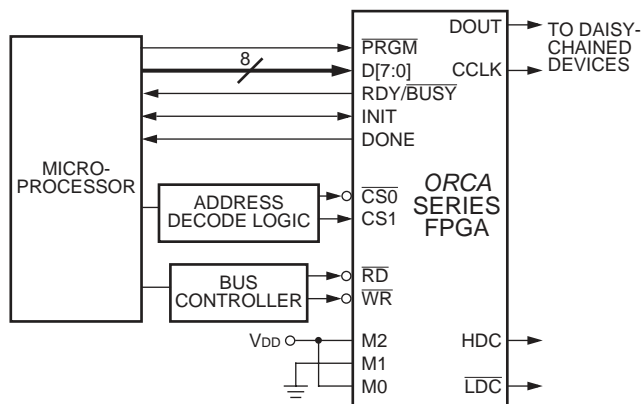 DOUT
TO DAISY-
CHAINED
DEVICES
CCLK
8
PRGM
D[7:0]
RDY/BUSY
INIT
DONE
MICRO-
PROCESSOR
ADDRESS
DECODE LOGIC
CS0
CS1
ORCA
SERIES
FPGA
BUS
CONTROLLER
RD
WR
VDD
M2
M1
M0
HDC
LDC